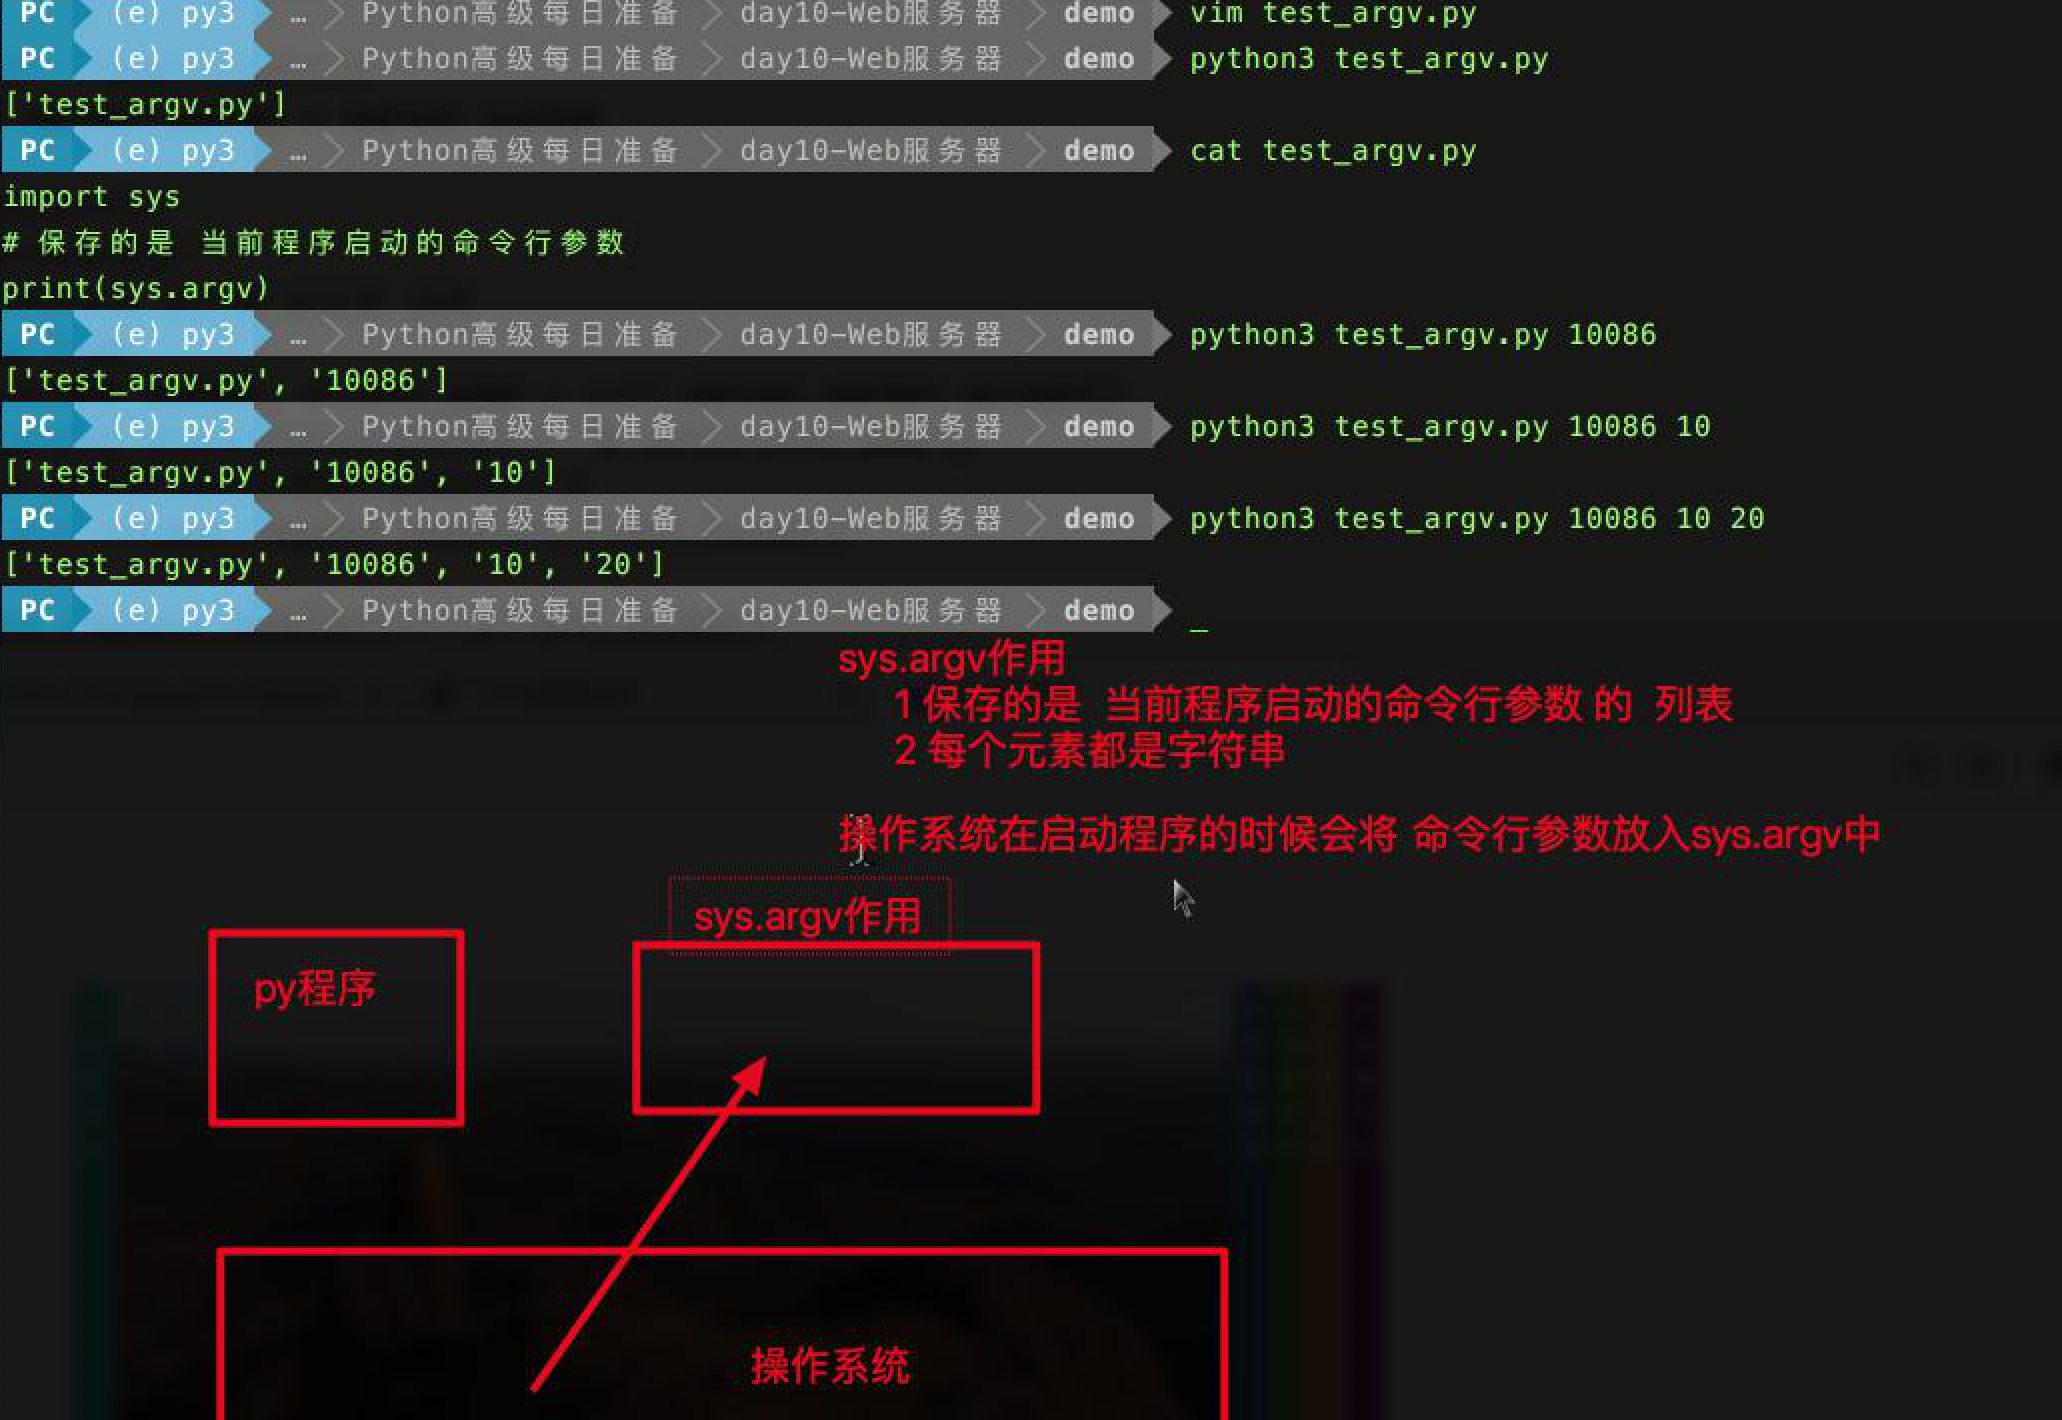 PC (e) py3 … Python高级每日准备 day10-Web服务器 demo vim test_argv.py
PC (e) py3 … Python高级每日准备 day10-Web服务器 demo python3 test_argv.py
['test_argv.py']
PC (e) py3 … Python高级每日准备 day10-Web服务器 demo cat test_argv.py
import sys
# 保存的是 当前程序启动的命令行参数
print(sys.argv)
PC (e) py3 … Python高级每日准备 day10-Web服务器 demo python3 test_argv.py 10086
['test_argv.py', '10086']
PC (e) py3 … Python高级每日准备 day10-Web服务器 demo python3 test_argv.py 10086 10
['test_argv.py', '10086', '10']
PC (e) py3 … Python高级每日准备 day10-Web服务器 demo python3 test_argv.py 10086 10 20
['test_argv.py', '10086', '10', '20']
PC (e) py3 … Python高级每日准备 day10-Web服务器 demo _
sys.argv作用
1 保存的是 当前程序启动的命令行参数 的 列表
2 每个元素都是字符串
操作系统在启动程序的时候会将 命令行参数放入sys.argv中
sys.argv作用
py程序
操作系统